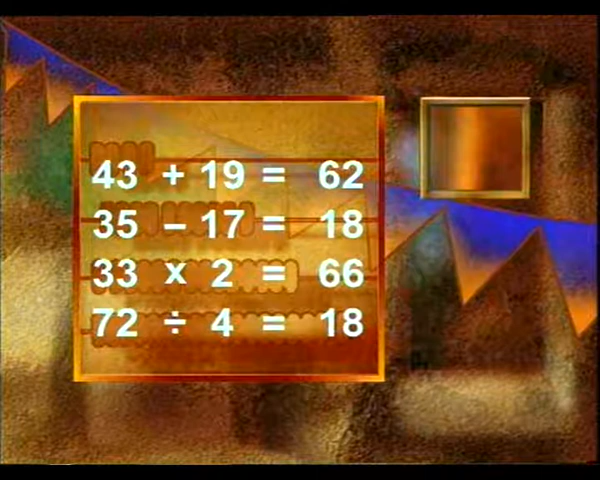 43 + 19 = 62
35 – 17 = 18
33 x 2 = 66
72 ÷ 4 = 18